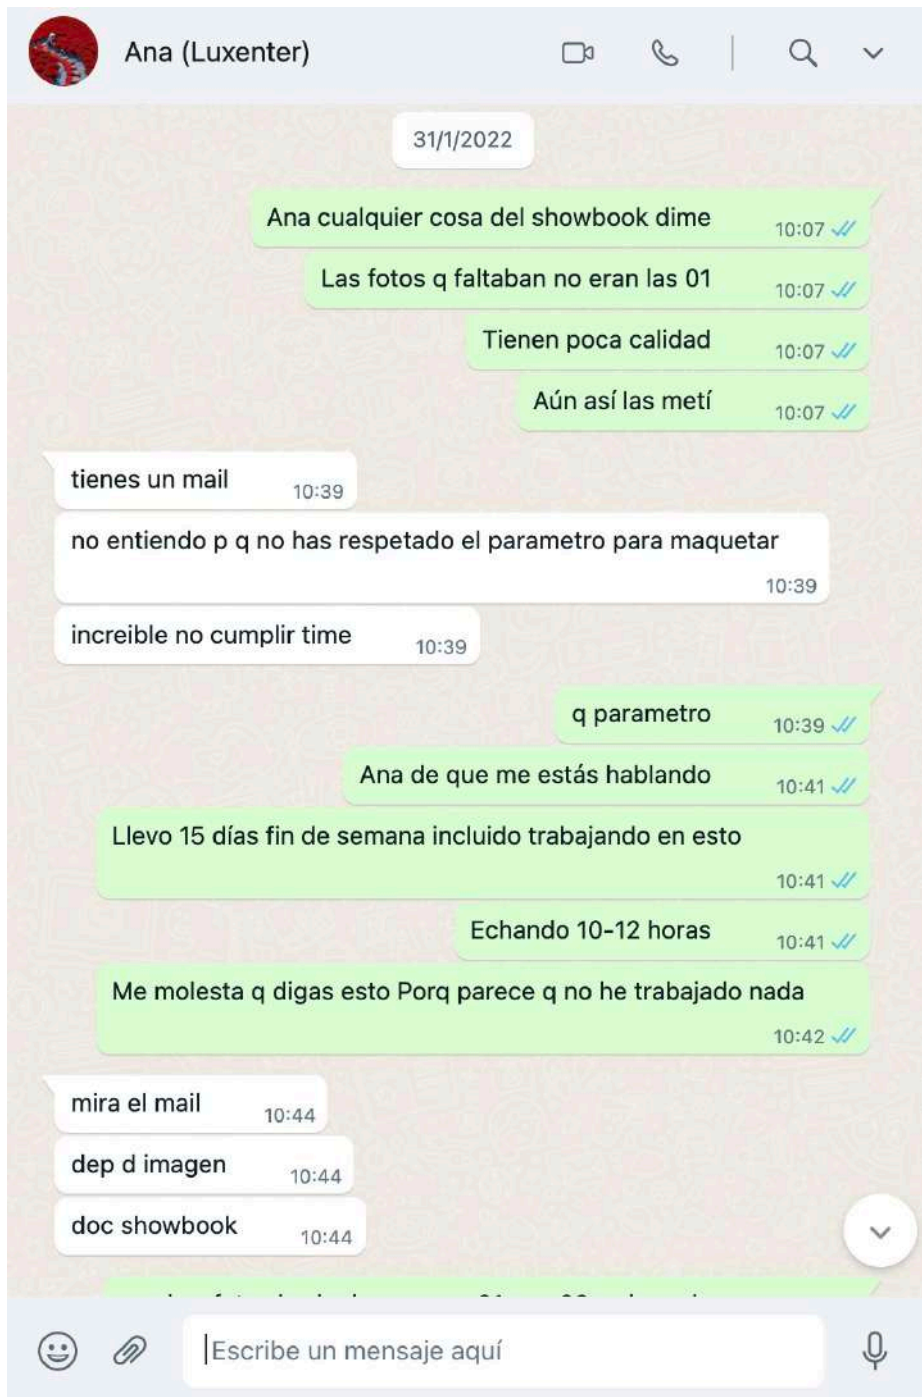 Ana (Luxenter)
31/1/2022
Ana cualquier cosa del showbook dime
10:07
Las fotos q faltaban no eran las 01
10:07
Tienen poca calidad
10:07
Aún así las metí
10:07
tienes un mail
10:39
no entiendo p q no has respetado el parametro para maquetar
10:39
increible no cumplir time
10:39
q parametro
10:39
Ana de que me estás hablando
10:41
Llevo 15 días fin de semana incluido trabajando en esto
10:41
Echando 10-12 horas
10:41
Me molesta q digas esto Porq parece q no he trabajado nada
10:42
mira el mail
10:44
dep d imagen
10:44
doc showbook
10:44
Escribe un mensaje aquí